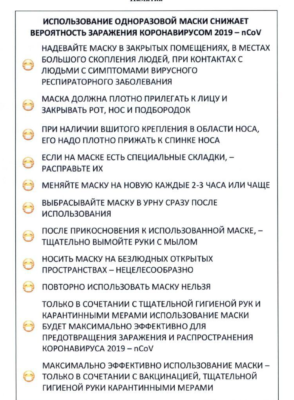 ИСПОЛЬЗОВАНИЕ ОДНОРАЗОВОЙ МАСКИ СНИЖАЕТ
ВЕРОЯТНОСТЬ ЗАРАЖЕНИЯ КОРОНАВИРУСОМ 2019 – nCoV
НАДЕВАЙТЕ МАСКУ В ЗАКРЫТЫХ ПОМЕЩЕНИЯХ, В МЕСТАХ
БОЛЬШОГО СКОПЛЕНИЯ ЛЮДЕЙ, ПРИ КОНТАКТАХ С
ЛЮДЬМИ С СИМПТОМАМИ ВИРУСНОГО
РЕСПИРАТОРНОГО ЗАБОЛЕВАНИЯ
МАСКА ДОЛЖНА ПЛОТНО ПРИЛЕГАТЬ К ЛИЦУ И
ЗАКРЫВАТЬ РОТ, НОС И ПОДБОРОДОК
ПРИ НАЛИЧИИ ВШИТОГО КРЕПЛЕНИЯ В ОБЛАСТИ НОСА,
ЕГО НАДО ПЛОТНО ПРИЖАТЬ К СПИНКЕ НОСА
ЕСЛИ НА МАСКЕ ЕСТЬ СПЕЦИАЛЬНЫЕ СКЛАДКИ, –
РАСПРАВЬТЕ ИХ
МЕНЯЙТЕ МАСКУ НА НОВУЮ КАЖДЫЕ 2-3 ЧАСА ИЛИ ЧАЩЕ
ВЫБРАСЫВАЙТЕ МАСКУ В УРНУ СРАЗУ ПОСЛЕ
ИСПОЛЬЗОВАНИЯ
ПОСЛЕ ПРИКОСНОВЕНИЯ К ИСПОЛЬЗОВАННОЙ МАСКЕ, –
ТЩАТЕЛЬНО ВЫМОЙТЕ РУКИ С МЫЛОМ
НОСИТЬ МАСКУ НА БЕЗЛЮДНЫХ ОТКРЫТЫХ
ПРОСТРАНСТВАХ – НЕЦЕЛЕСООБРАЗНО
ПОВТОРНО ИСПОЛЬЗОВАТЬ МАСКУ НЕЛЬЗЯ
ТОЛЬКО В СОЧЕТАНИИ С ТЩАТЕЛЬНОЙ ГИГИЕНОЙ РУК И
КАРАНТИННЫМИ МЕРАМИ ИСПОЛЬЗОВАНИЕ МАСКИ
БУДЕТ МАКСИМАЛЬНО ЭФФЕКТИВНО ДЛЯ
ПРЕДОТВРАЩЕНИЯ ЗАРАЖЕНИЯ И РАСПРОСТРАНЕНИЯ
КОРОНАВИРУСА 2019 – nCoV
МАКСИМАЛЬНО ЭФФЕКТИВНО ИСПОЛЬЗОВАНИЕ МАСКИ –
ТОЛЬКО В СОЧЕТАНИИ С ВАКЦИНАЦИЕЙ, ТЩАТЕЛЬНОЙ
ГИГИЕНОЙ РУКИ КАРАНТИННЫМИ МЕРАМИ